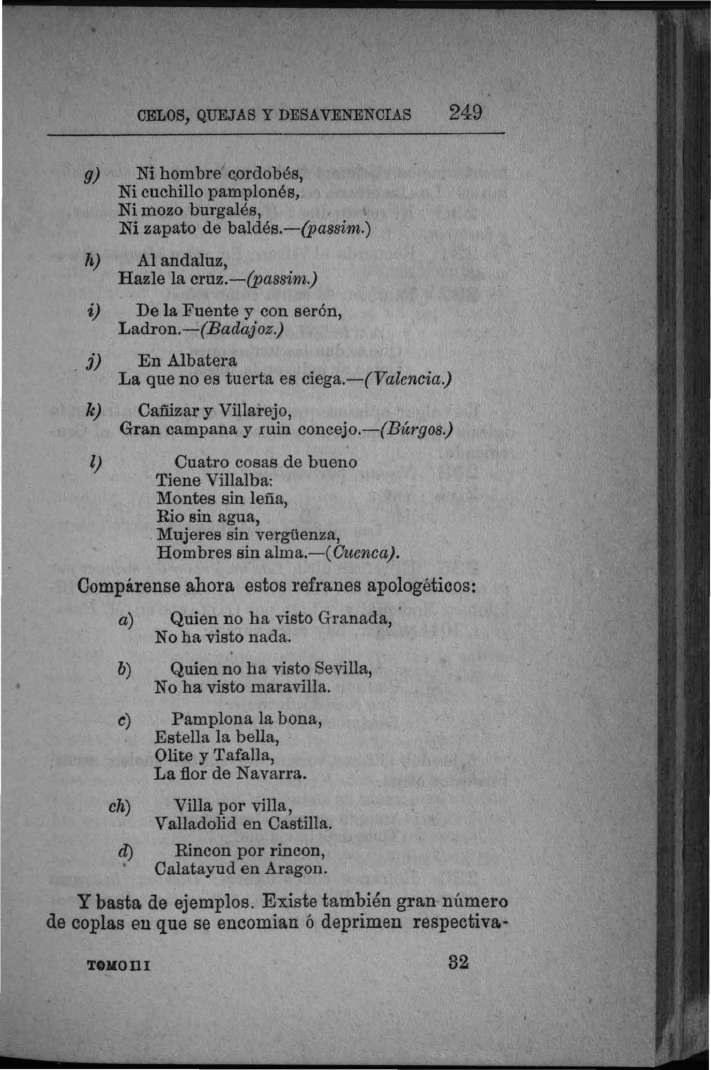 CELOS, QUEJAS Y DESAVENENCIAS 249
g) Ni hombre cordobés,
Ni cuchillo pamplonés,
Ni mozo burgalés,
Ni zapato de baldés.—(passim.)
h) Al andaluz,
Hazle la cruz.—(passim.)
i) De la Fuente y con serón,
Ladron.—(Badajoz.)
j) En Albatera
La que no es tuerta es ciega.—(Valencia.)
k) Cañizar y Villarejo,
Gran campana y ruin concejo.—(Búrgos.)
l) Cuatro cosas de bueno
Tiene Villalba:
Montes sin leña,
Rio sin agua,
Mujeres sin vergüenza,
Hombres sin alma.—(Cuenca).
Compárense ahora estos refranes apologéticos:
a) Quien no ha visto Granada,
No ha visto nada.
b) Quien no ha visto Sevilla,
No ha visto maravilla.
c) Pamplona la bona,
Estella la bella,
Olite y Tafalla,
La flor de Navarra.
ch) Villa por villa,
Valladolid en Castilla.
d) Rincon por rincon,
Calatayud en Aragon.
Y basta de ejemplos. Existe también gran número
de coplas en que se encomian ó deprimen respectiva-
TOMO III 32